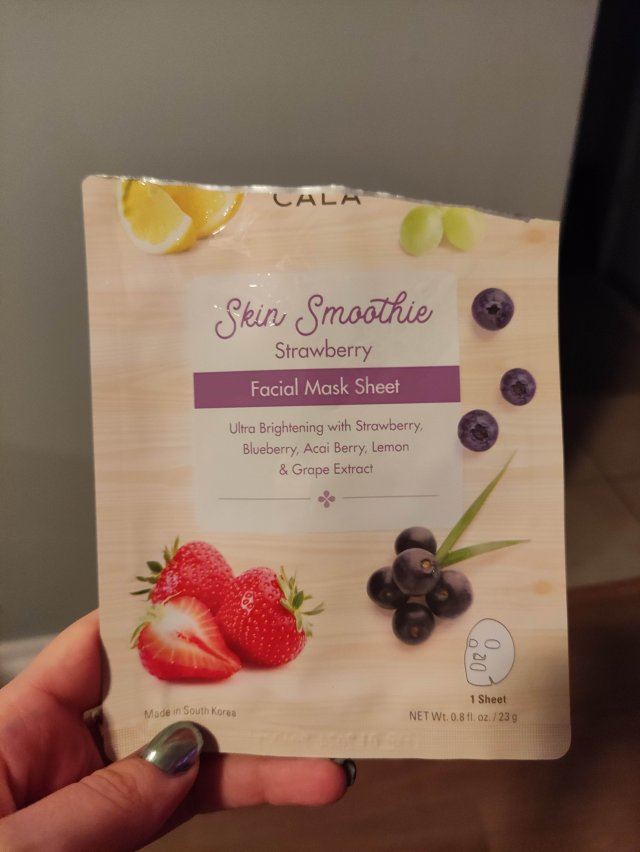 CALA
Skin Smoothie
Strawberry
Facial Mask Sheet
Ultra Brightening with Strawberry,
Blueberry, Acai Berry, Lemon
& Grape Extract
1 Sheet
Made in South Korea
NET Wt. 0.8 fl. oz. / 23 g